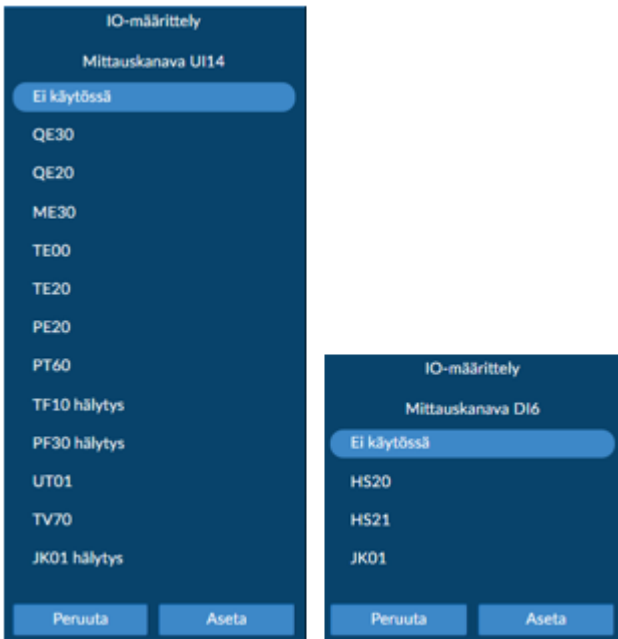 IO-määrittely
Mittauskanava UI14
Ei käytössä
QE30
QE20
ME30
TE00
TE20
PE20
PT60
TF10 hälytys
PF30 hälytys
UT01
TV70
JK01 hälytys
Peruuta
Aseta
IO-määrittely
Mittauskanava DI6
Ei käytössä
HS20
HS21
JK01
Peruuta
Aseta